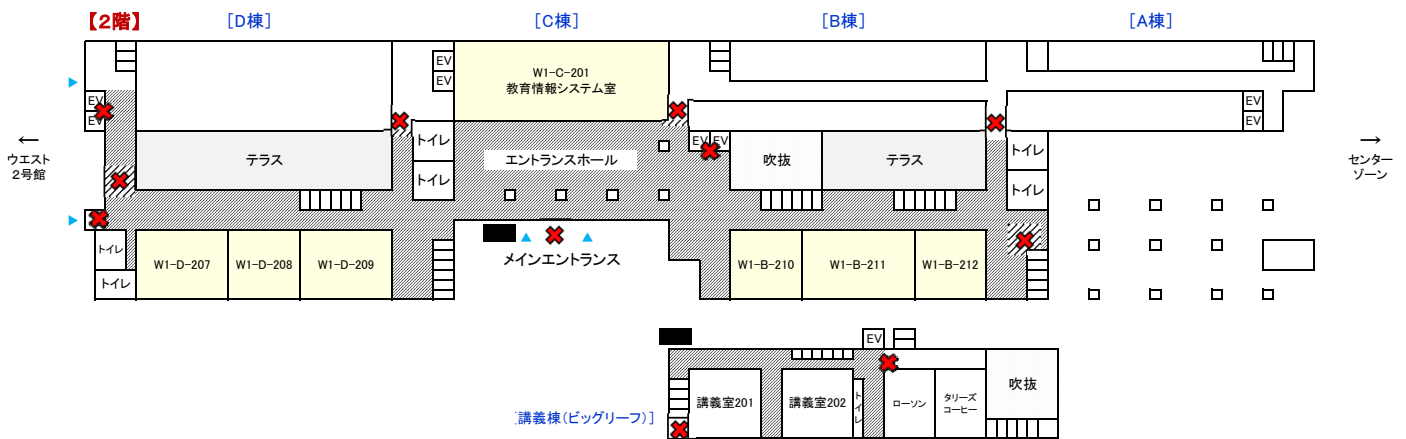 【2階】
[D棟]
[C棟]
[B棟]
[A棟]
EV
EV
W1-C-201
教育情報システム室
EV
EV
EV
EV
EV
EV
EV
EV
←
ウエスト
2号館
トイレ
トイレ
テラス
エントランスホール
吹抜
テラス
トイレ
トイレ
→
センター
ゾーン
トイレ
トイレ
W1-D-207
W1-D-208
W1-D-209
メインエントランス
W1-B-210
W1-B-211
W1-B-212
EV
[講義棟(ビッグリーフ)]
講義室201
講義室202
トイレ
ローソン
タリーズ
コーヒー
吹抜